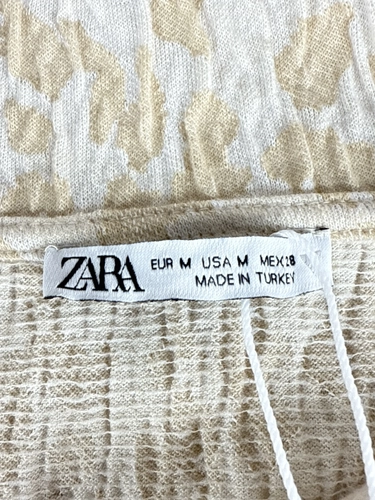 ZARA EUR M USA M MEX 28
MADE IN TURKEY